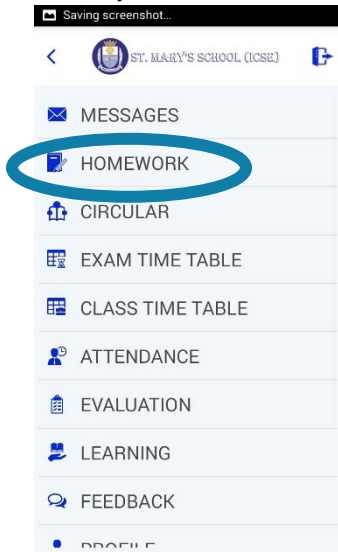 Saving screenshot...
ST. MARY'S SCHOOL (ICSE)
MESSAGES
HOMEWORK
CIRCULAR
EXAM TIME TABLE
CLASS TIME TABLE
ATTENDANCE
EVALUATION
LEARNING
FEEDBACK
PROFILE